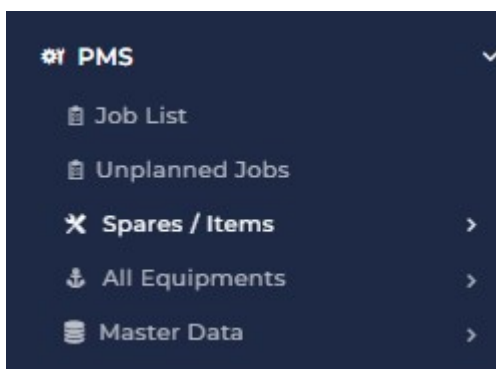 PMS
Job List
Unplanned Jobs
Spares / Items
All Equipments
Master Data